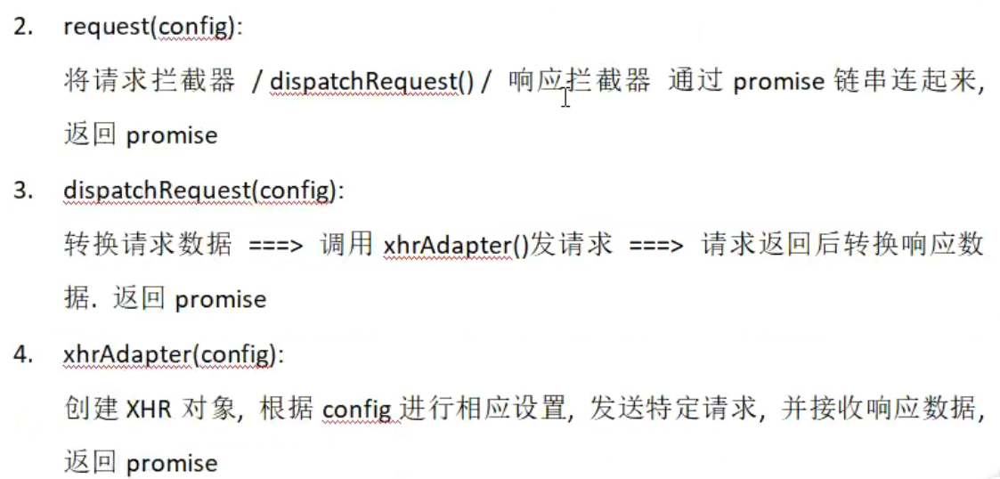 2. request(config):
将请求拦截器 / dispatchRequest() / 响应拦截器 通过 promise 链串连起来,
返回 promise
3. dispatchRequest(config):
转换请求数据 ===> 调用 xhrAdapter()发请求 ===> 请求返回后转换响应数
据. 返回 promise
4. xhrAdapter(config):
创建 XHR 对象, 根据 config 进行相应设置, 发送特定请求, 并接收响应数据,
返回 promise